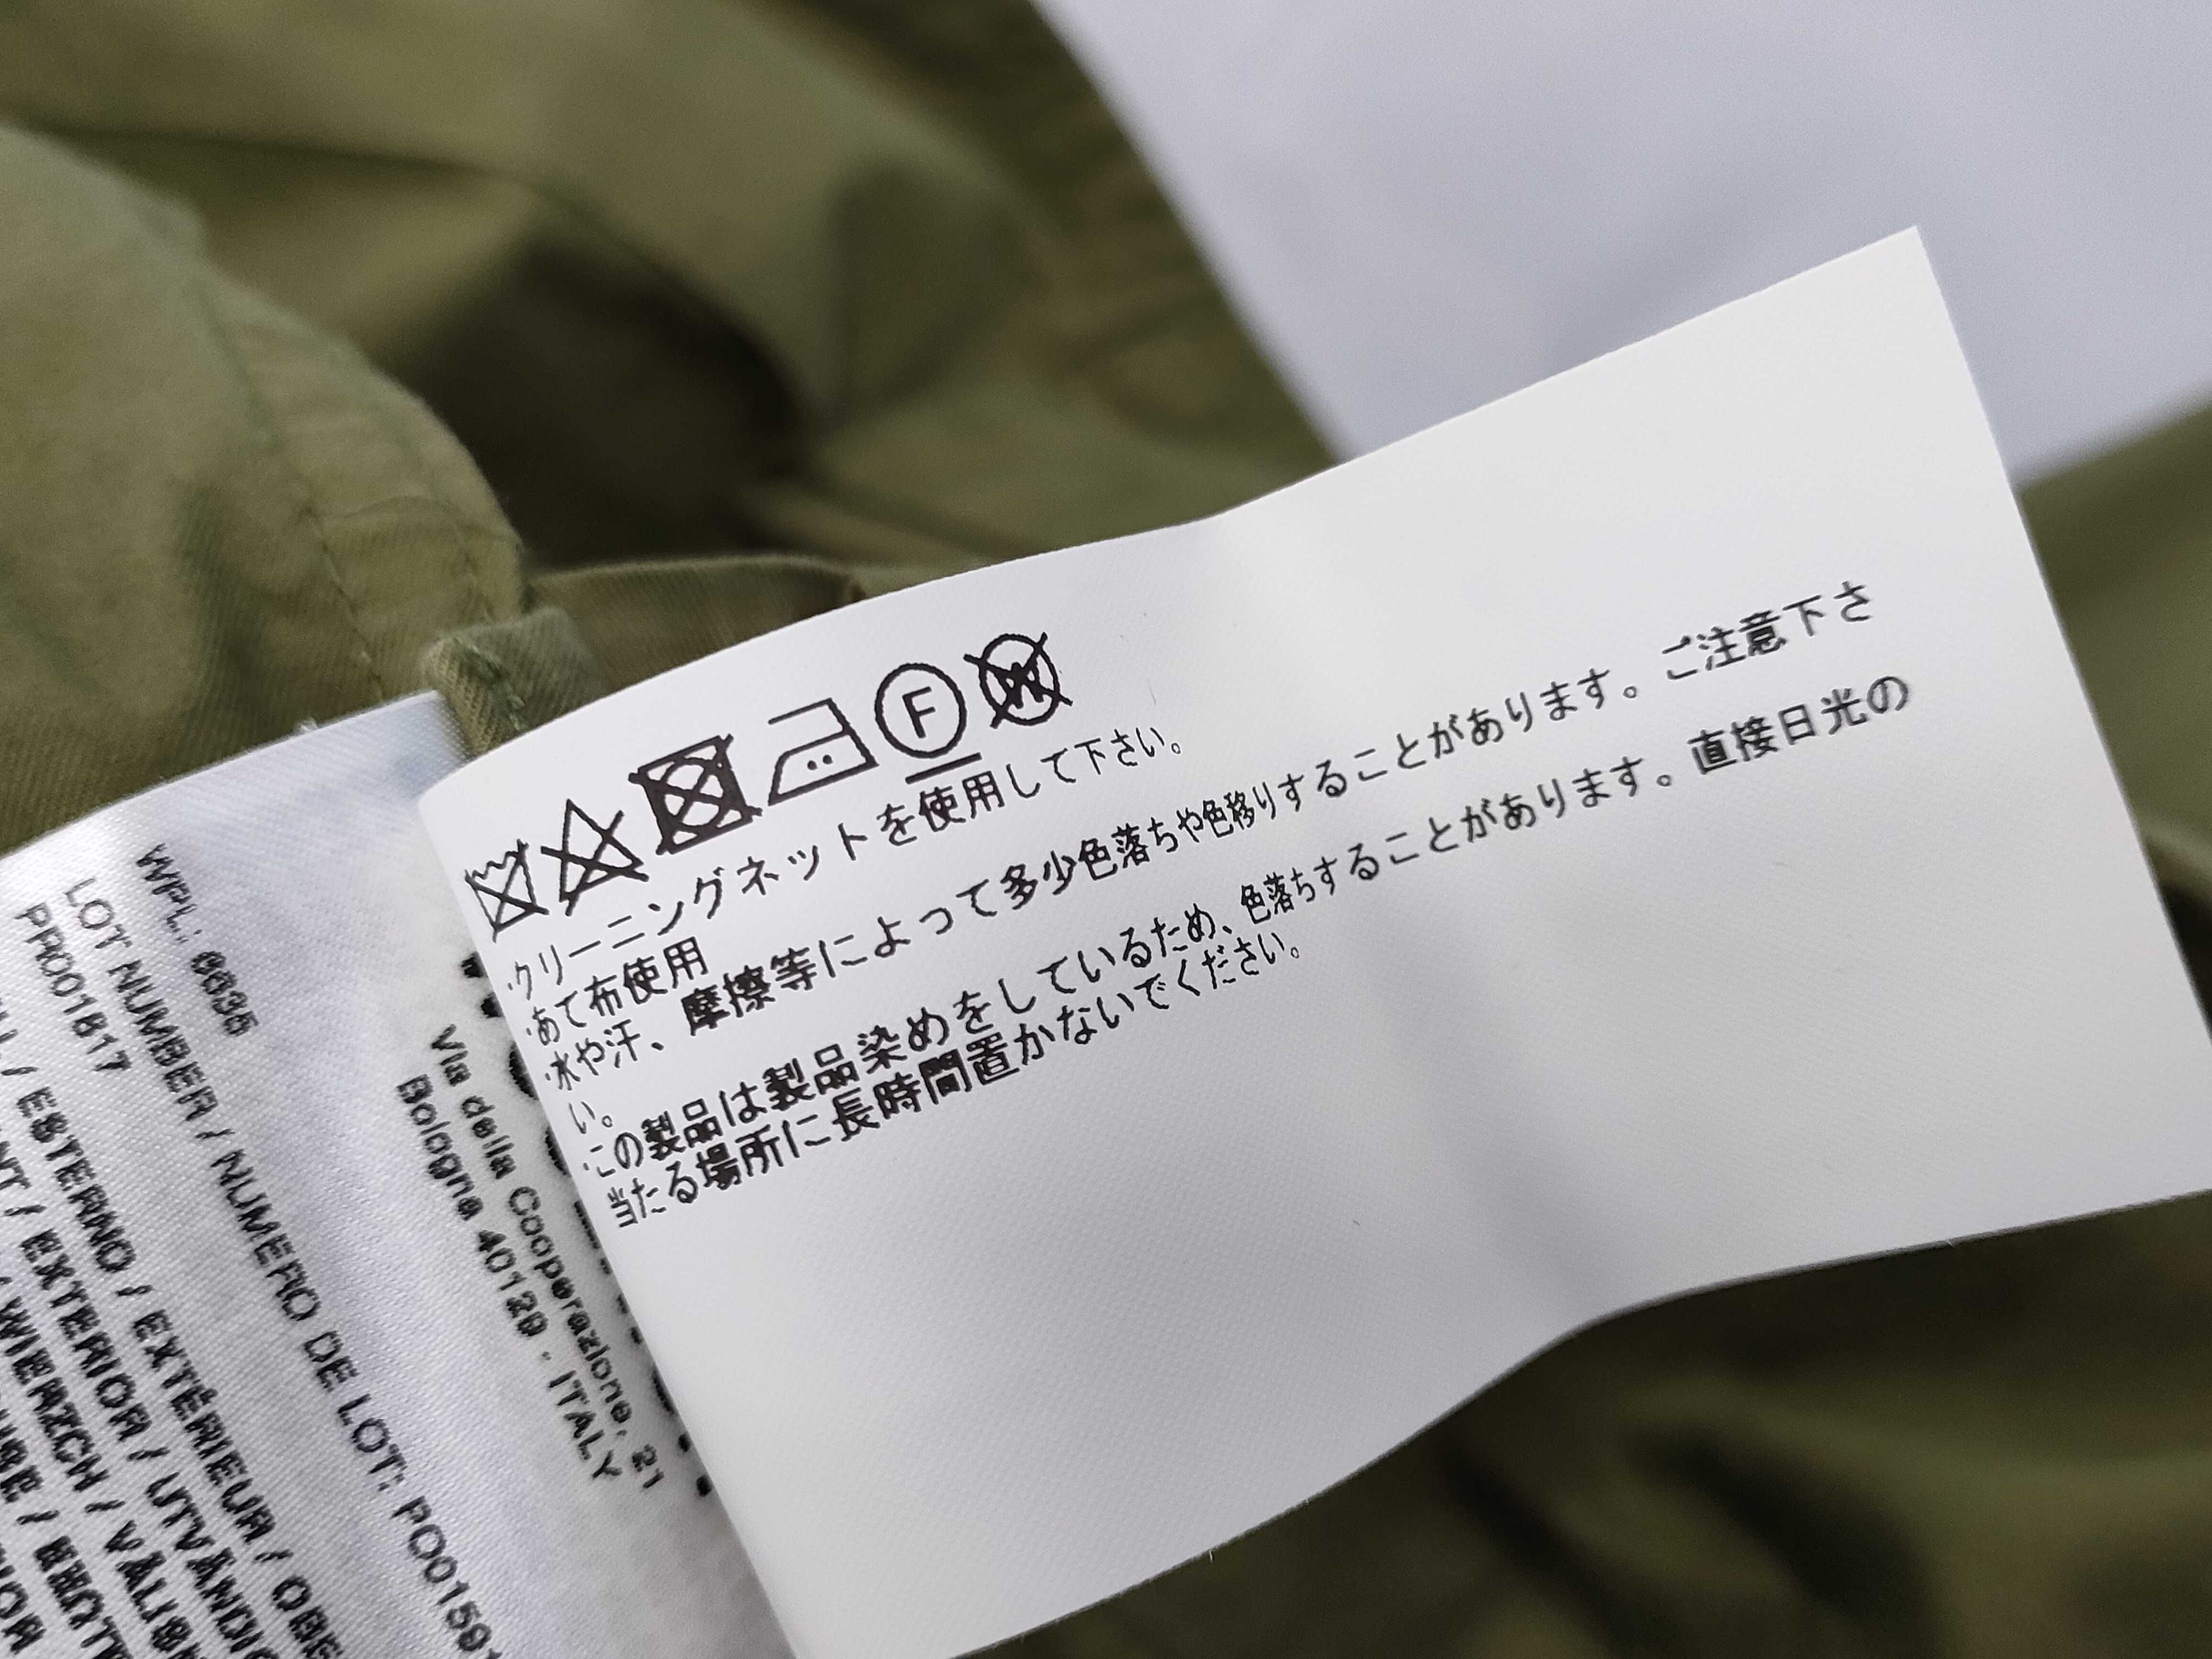 F
W
クリーニングネットを使用して下さい。
あて布使用
水や汗、摩擦等によって多少色落ちや色移りすることがあります。ご注意下さ
い。
この製品は製品染めをしているため、色落ちすることがあります。直接日光の
当たる場所に長時間置かないでください。
Via della Cooperazione, 21
Bologna 40129 - ITALY
WPL: 6635
LOT NUMBER / NUMERO DE LOT:
PR001617
/ ESTERNO / EXTÉRIEUR /
/ EXTERIOR /
/ WIERZCH /